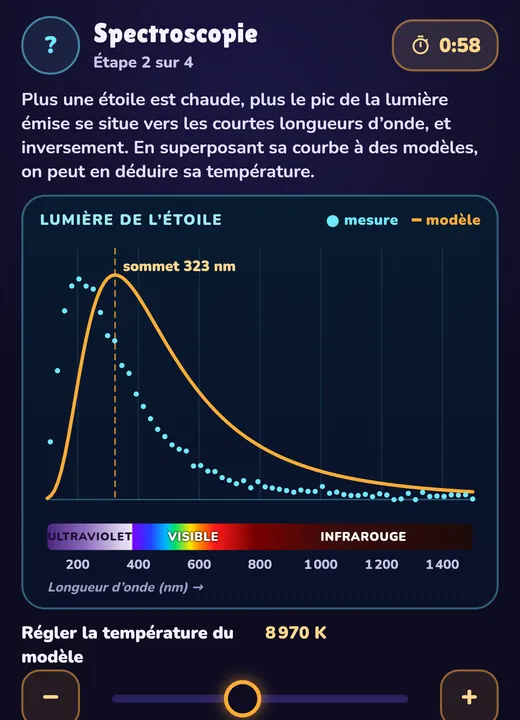 ?
Spectroscopie
Étape 2 sur 4
0:58
Plus une étoile est chaude, plus le pic de la lumière
émise se situe vers les courtes longueurs d’onde, et
inversement. En superposant sa courbe à des modèles,
on peut en déduire sa température.
LUMIÈRE DE L’ÉTOILE
mesure
modèle
sommet 323 nm
ULTRAVIOLET VISIBLE INFRAROUGE
200 400 600 800 1 000 1 200 1 400
Longueur d’onde (nm) →
Régler la température du
modèle
8 970 K
− +